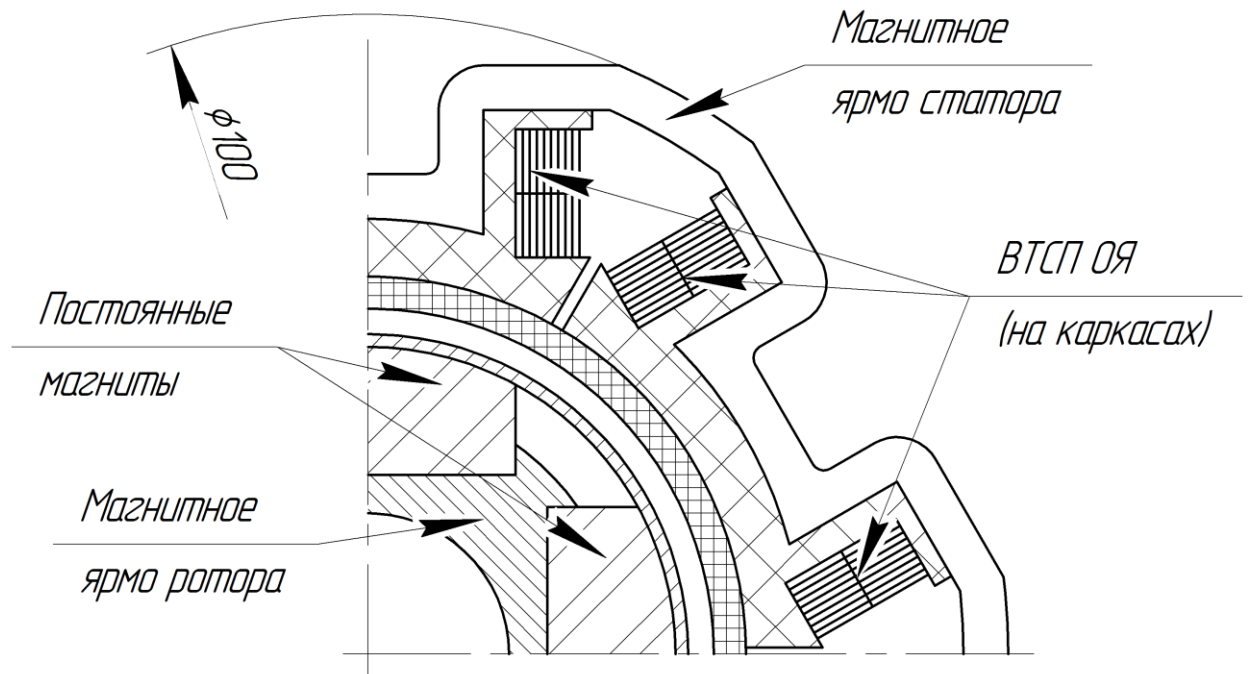 Магнитное
ярмо статора
ϕ100
ВТСП ОЯ
(на каркасах)
Постоянные
магниты
Магнитное
ярмо ротора